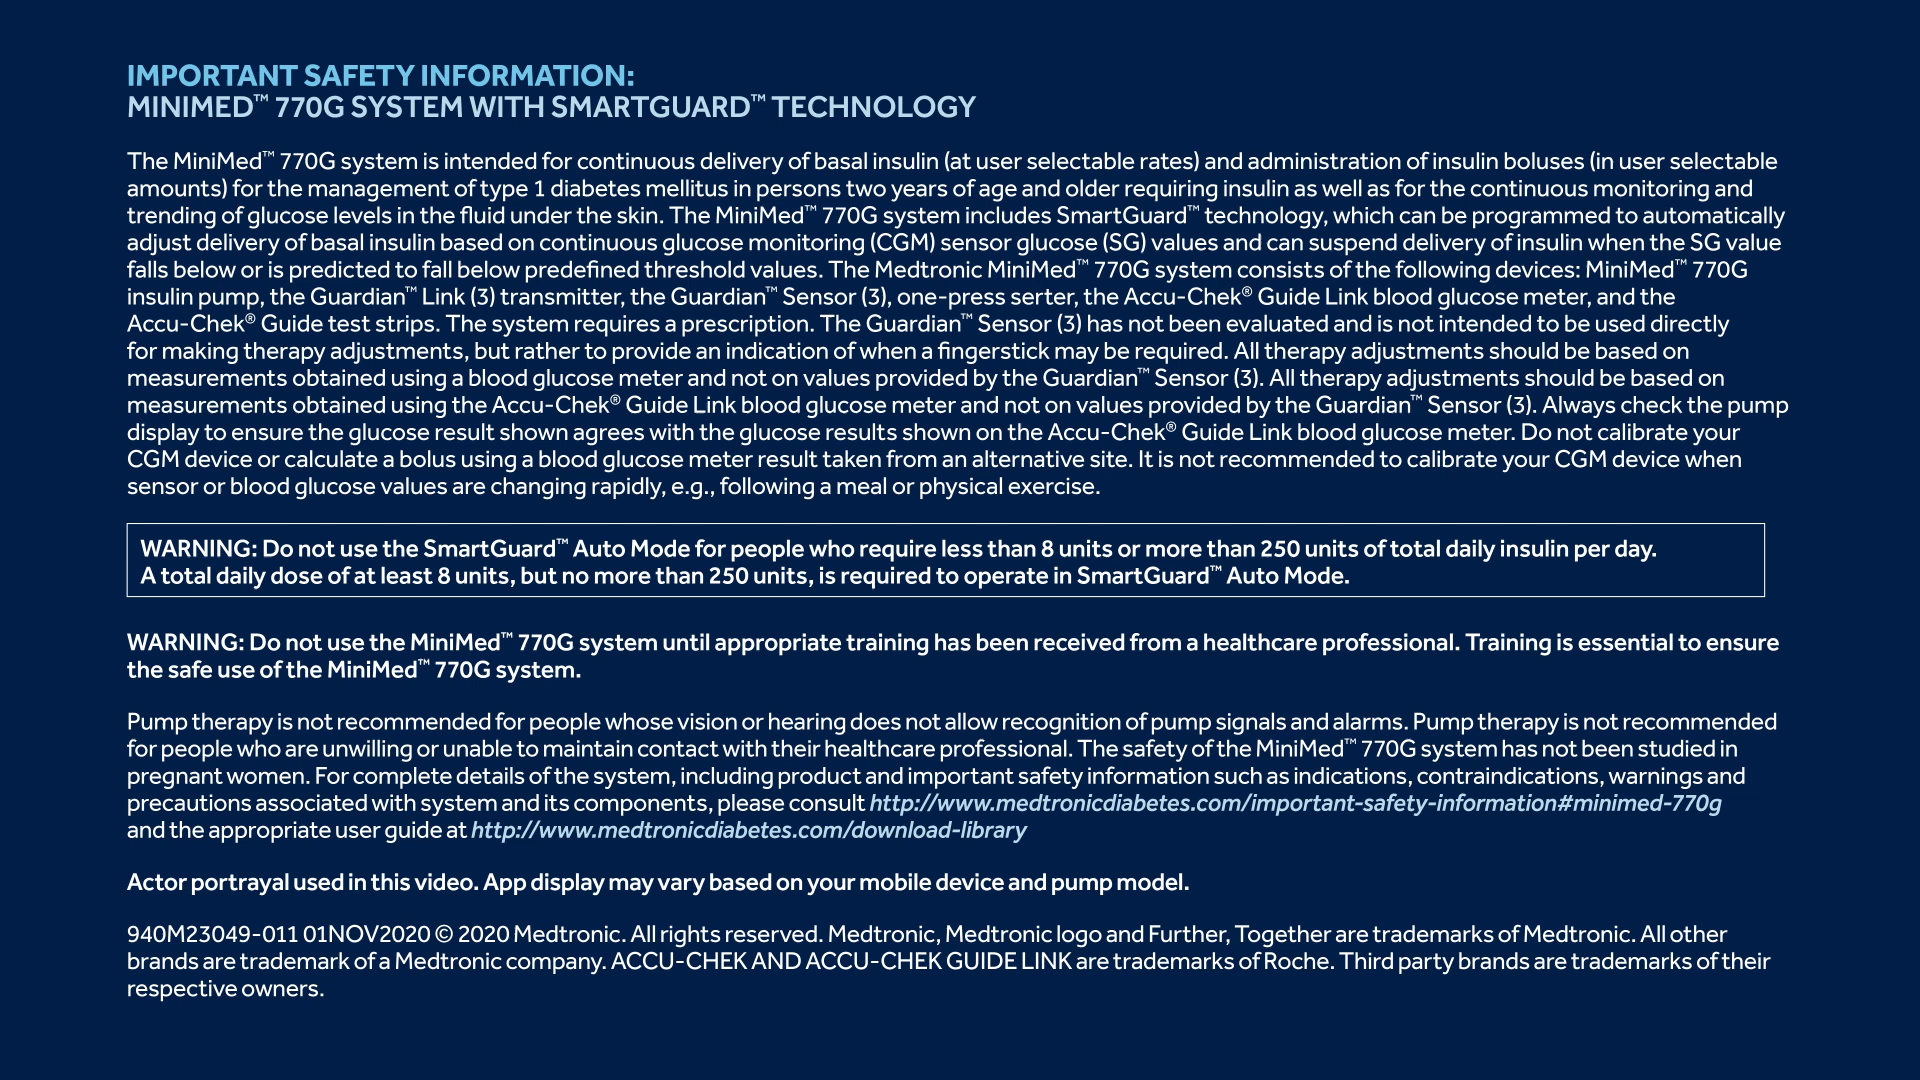 IMPORTANT SAFETY INFORMATION:
MINIMED™ 770G SYSTEM WITH SMARTGUARD™ TECHNOLOGY
The MiniMed™ 770G system is intended for continuous delivery of basal insulin (at user selectable rates) and administration of insulin boluses (in user selectable
amounts) for the management of type 1 diabetes mellitus in persons two years of age and older requiring insulin as well as for the continuous monitoring and
trending of glucose levels in the fluid under the skin. The MiniMed™ 770G system includes SmartGuard™ technology, which can be programmed to automatically
adjust delivery of basal insulin based on continuous glucose monitoring (CGM) sensor glucose (SG) values and can suspend delivery of insulin when the SG value
falls below or is predicted to fall below predefined threshold values. The Medtronic MiniMed™ 770G system consists of the following devices: MiniMed™ 770G
insulin pump, the Guardian™ Link (3) transmitter, the Guardian™ Sensor (3), one-press serter, the Accu-Chek® Guide Link blood glucose meter, and the
Accu-Chek® Guide test strips. The system requires a prescription. The Guardian™ Sensor (3) has not been evaluated and is not intended to be used directly
for making therapy adjustments, but rather to provide an indication of when a fingerstick may be required. All therapy adjustments should be based on
measurements obtained using a blood glucose meter and not on values provided by the Guardian™ Sensor (3). All therapy adjustments should be based on
measurements obtained using the Accu-Chek® Guide Link blood glucose meter and not on values provided by the Guardian™ Sensor (3). Always check the pump
display to ensure the glucose result shown agrees with the glucose results shown on the Accu-Chek® Guide Link blood glucose meter. Do not calibrate your
CGM device or calculate a bolus using a blood glucose meter result taken from an alternative site. It is not recommended to calibrate your CGM device when
sensor or blood glucose values are changing rapidly, e.g., following a meal or physical exercise.
WARNING: Do not use the SmartGuard™ Auto Mode for people who require less than 8 units or more than 250 units of total daily insulin per day.
A total daily dose of at least 8 units, but no more than 250 units, is required to operate in SmartGuard™ Auto Mode.
WARNING: Do not use the MiniMed™ 770G system until appropriate training has been received from a healthcare professional. Training is essential to ensure
the safe use of the MiniMed™ 770G system.
Pump therapy is not recommended for people whose vision or hearing does not allow recognition of pump signals and alarms. Pump therapy is not recommended
for people who are unwilling or unable to maintain contact with their healthcare professional. The safety of the MiniMed™ 770G system has not been studied in
pregnant women. For complete details of the system, including product and important safety information such as indications, contraindications, warnings and
precautions associated with system and its components, please consult http://www.medtronicdiabetes.com/important-safety-information#minimed-770g
and the appropriate user guide at http://www.medtronicdiabetes.com/download-library
Actor portrayal used in this video. App display may vary based on your mobile device and pump model.
940M23049-011 01NOV2020 © 2020 Medtronic. All rights reserved. Medtronic, Medtronic logo and Further, Together are trademarks of Medtronic. All other
brands are trademark of a Medtronic company. ACCU-CHEK AND ACCU-CHEK GUIDE LINK are trademarks of Roche. Third party brands are trademarks of their
respective owners.